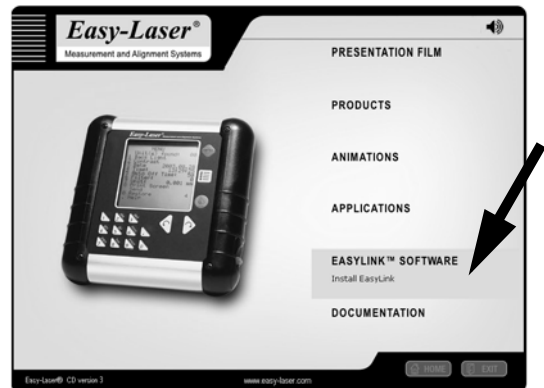 Easy-Laser®
Measurement and Alignment Systems
PRESENTATION FILM
PRODUCTS
ANIMATIONS
APPLICATIONS
EASYLINK™ SOFTWARE
Install EasyLink
DOCUMENTATION
HOME
EXIT
Easy-Laser® CD version 3
www.easy-laser.com